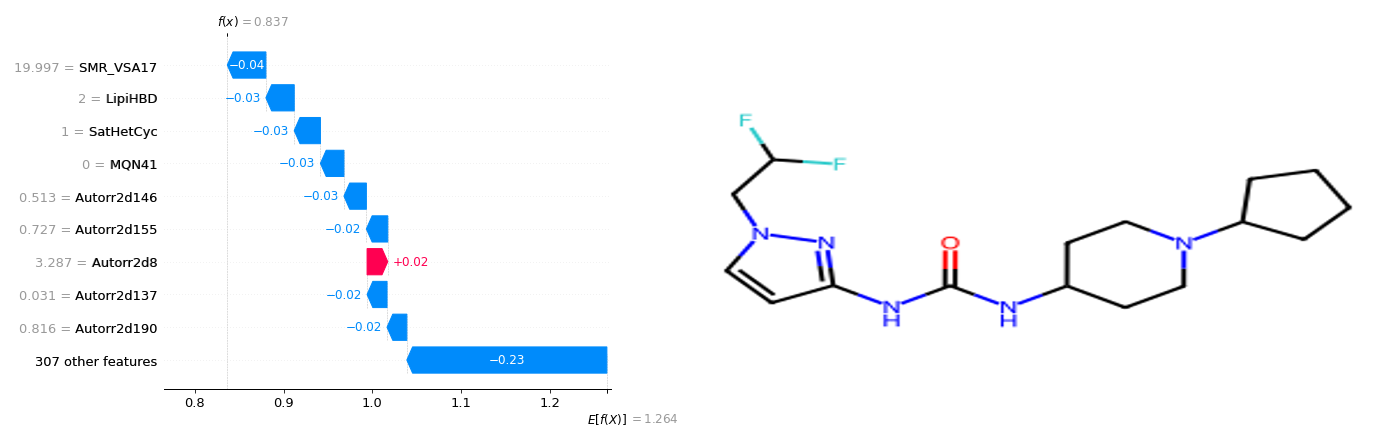 f(x) = 0.837
19.997 = SMR_VSA17
−0.04
2 = LipiHBD
−0.03
1 = SatHetCyc
−0.03
0 = MQN41
−0.03
0.513 = Autorr2d146
−0.03
0.727 = Autorr2d155
−0.02
3.287 = Autorr2d8
+0.02
0.031 = Autorr2d137
−0.02
0.816 = Autorr2d190
−0.02
307 other features
−0.23
0.8 0.9 1.0 1.1 1.2
E[f(X)] = 1.264
F
F
N
N
O
N
H
N
H
N